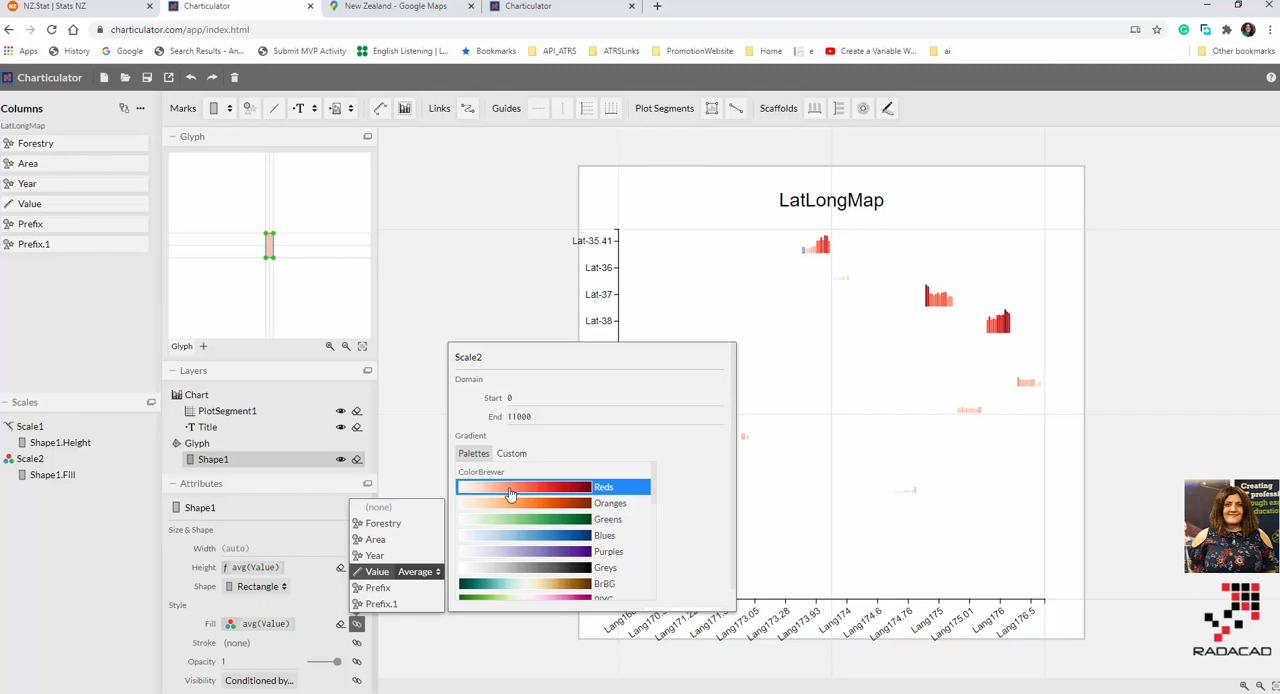 NZ.Stat | Stats NZ
Charticulator
New Zealand - Google Maps
Charticulator
charticulator.com/app/index.html
Apps
History
Google
Search Results - An...
Submit MVP Activity
English Listening | L...
Bookmarks
API_ATRS
ATRSLinks
PromotionWebsite
Home
e
Create a Variable W...
ai
Other bookmarks
Charticulator
Columns
LatLongMap
Forestry
Area
Year
Value
Prefix
Prefix.1
Scales
Scale1
Shape1.Height
Scale2
Shape1.Fill
Marks
Links
Guides
Plot Segments
Scaffolds
Glyph
Glyph
Layers
Chart
PlotSegment1
Title
Glyph
Shape1
Attributes
Shape1
Size & Shape
Width (auto)
Height f avg(Value)
Shape Rectangle
Style
Fill avg(Value)
Stroke (none)
Opacity 1
Visibility Conditioned by...
(none)
Forestry
Area
Year
Value Average
Prefix
Prefix.1
Scale2
Domain
Start 0
End 11000
Gradient
Palettes Custom
ColorBrewer
Reds
Oranges
Greens
Blues
Purples
Greys
BrBG
LatLongMap
Lat-35.41
Lat-36
Lat-37
Lat-38
Lang173.05
Lang173.28
Lang173.93
Lang174
Lang174.6
Lang175
Lang175.01
Lang176
Lang176.5
Creating
of professio
RADACAD